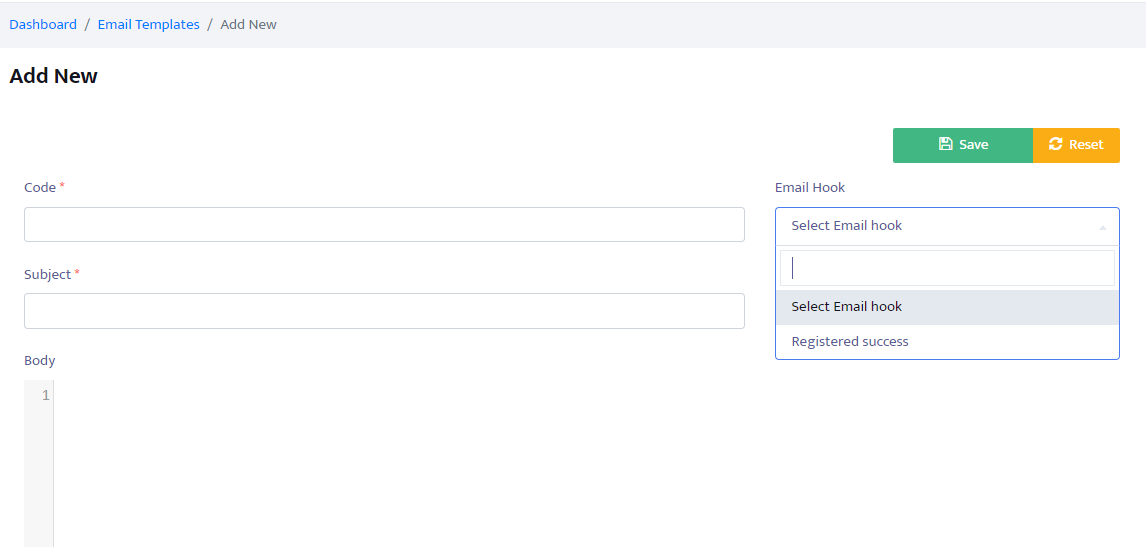 Dashboard / Email Templates / Add New
Add New
Save
Reset
Code *
Email Hook
Select Email hook
Subject *
Select Email hook
Registered success
Body
1